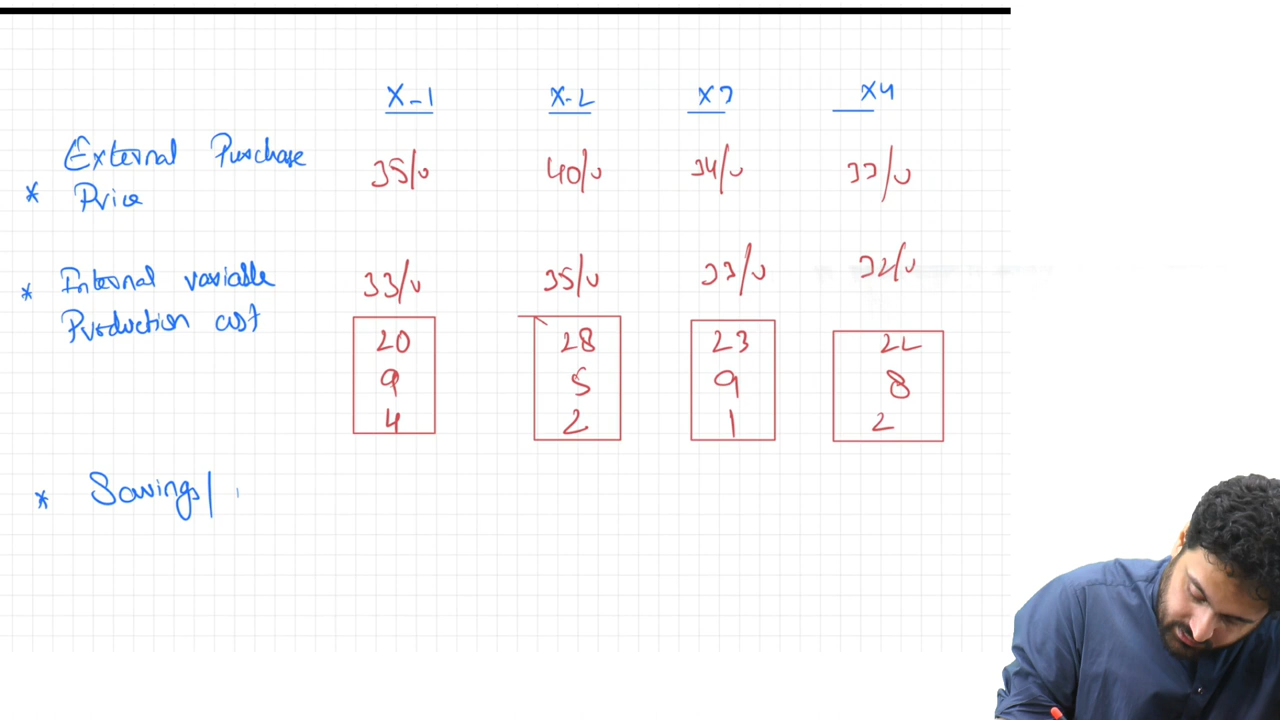 X-1 X-2 X3 X4
External Purchase
* Price 35/u 40/u 34/u 33/u
* Internal variable 33/u 35/u 33/u 32/u
Production cost
20 28 23 22
9 5 9 8
4 2 1 2
* Savings/